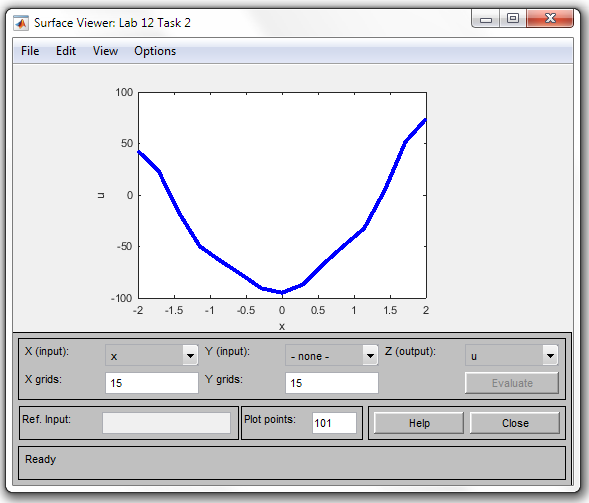 Surface Viewer: Lab 12 Task 2
File Edit View Options
100
50
0
-50
-100
u
-2 -1.5 -1 -0.5 0 0.5 1 1.5 2
x
X (input): x Y (input): - none - Z (output): u
X grids: 15 Y grids: 15 Evaluate
Ref. Input: Plot points: 101 Help Close
Ready